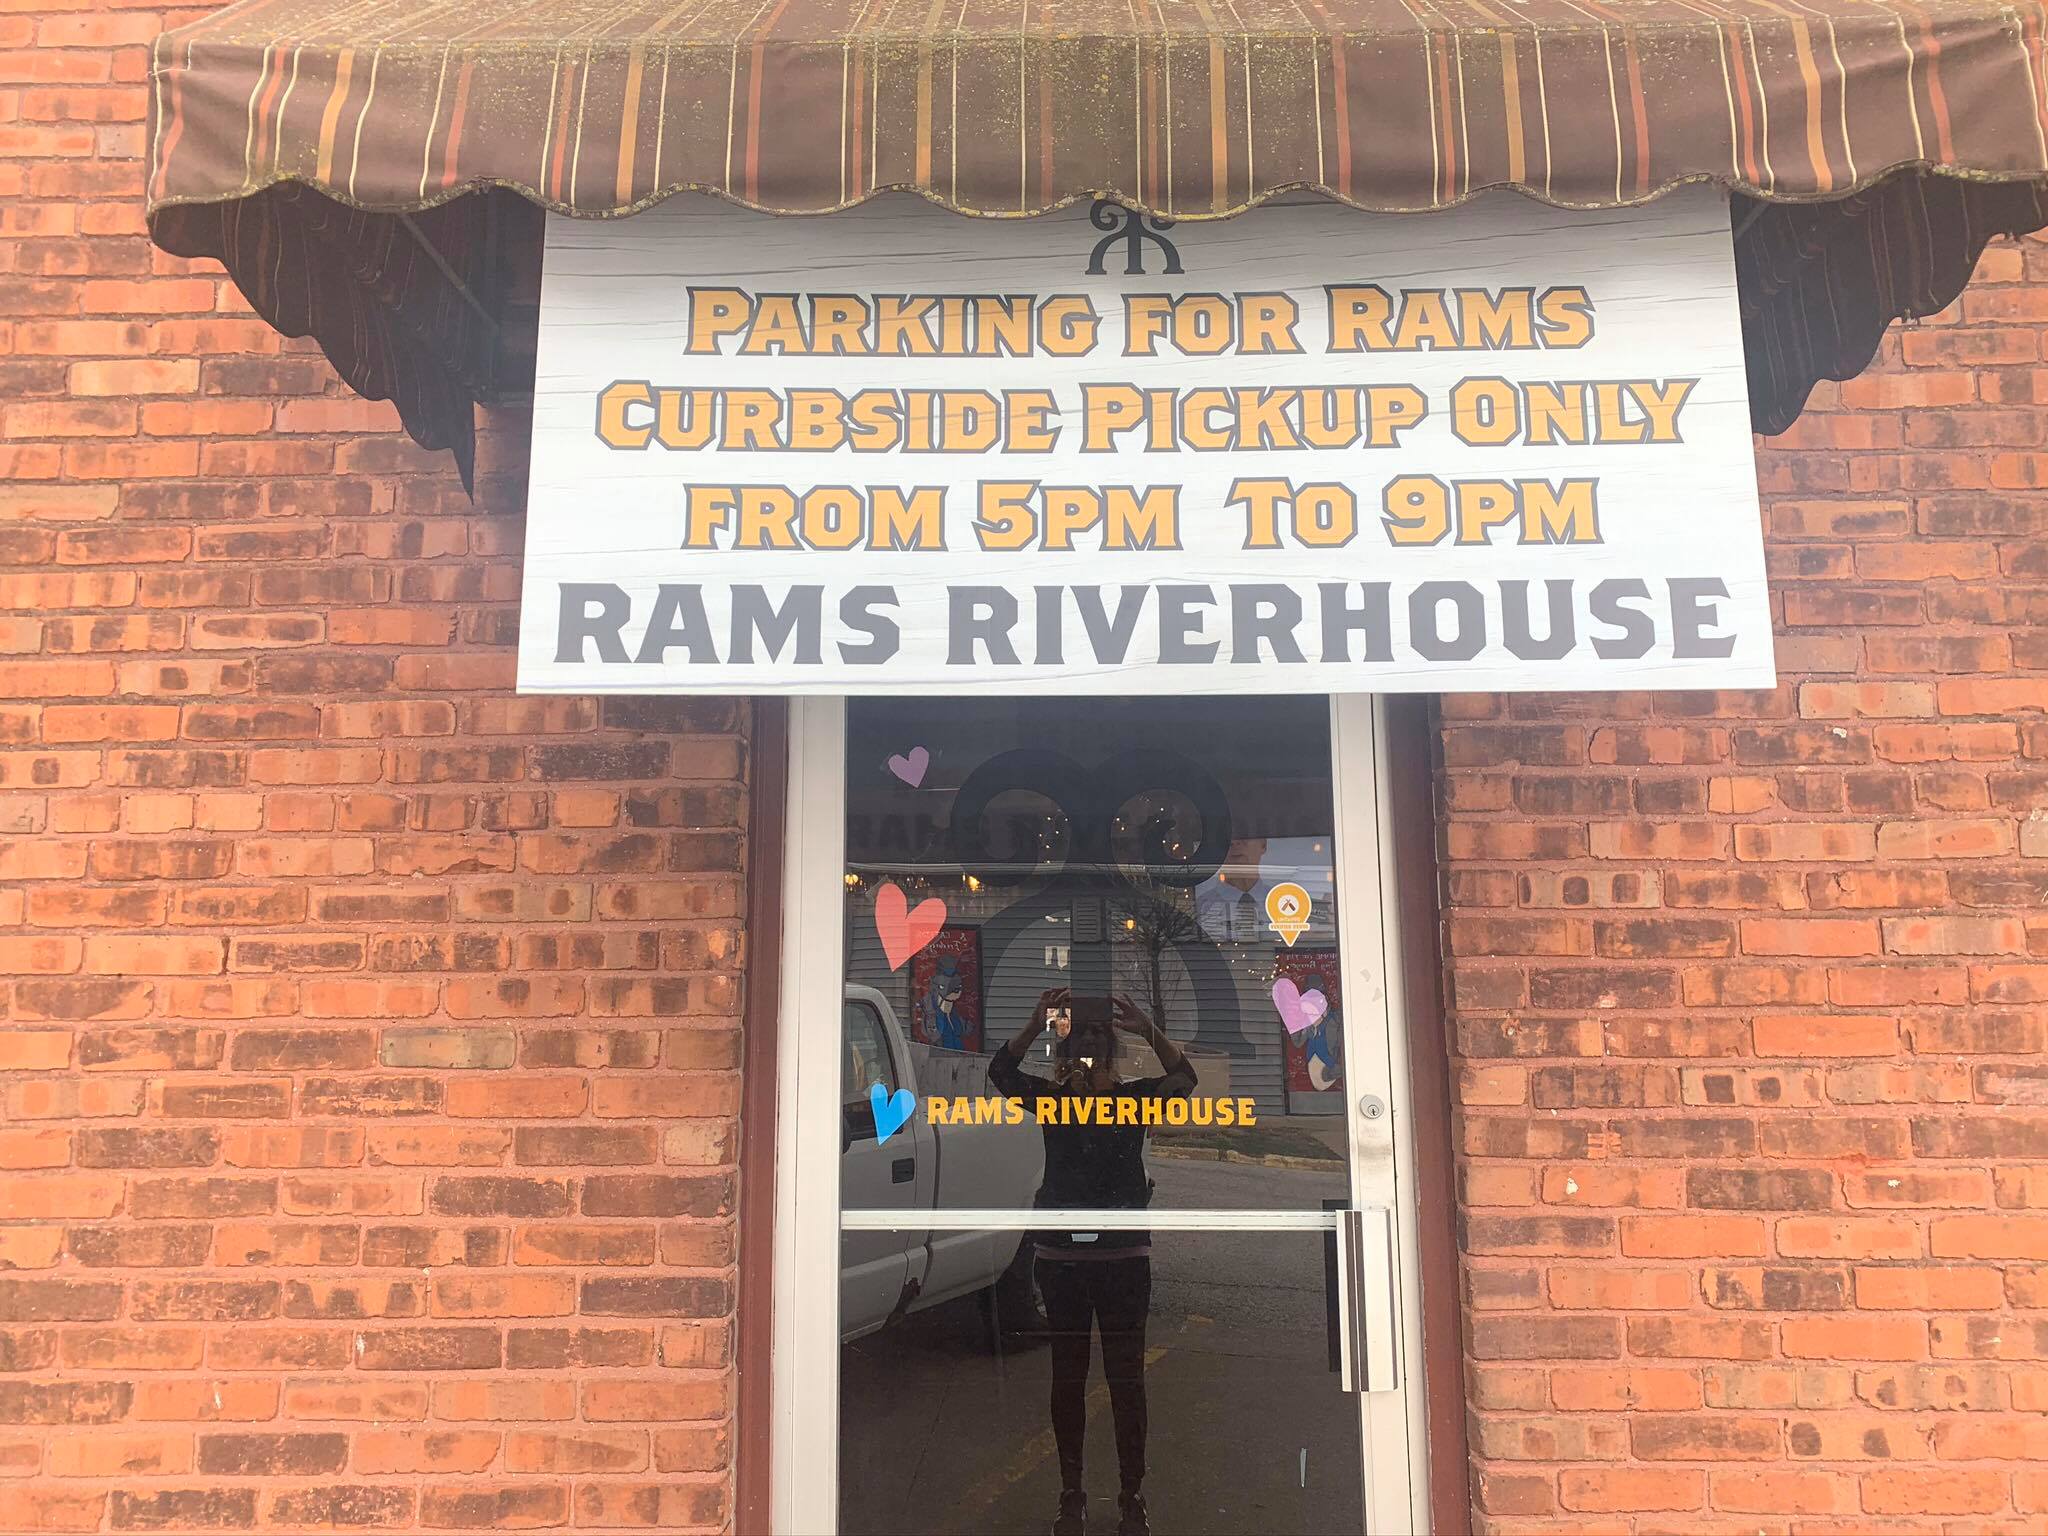 Parking for Rams
Curbside Pickup Only
from 5pm To 9pm
RAMS RIVERHOUSE
RAMS RIVERHOUSE